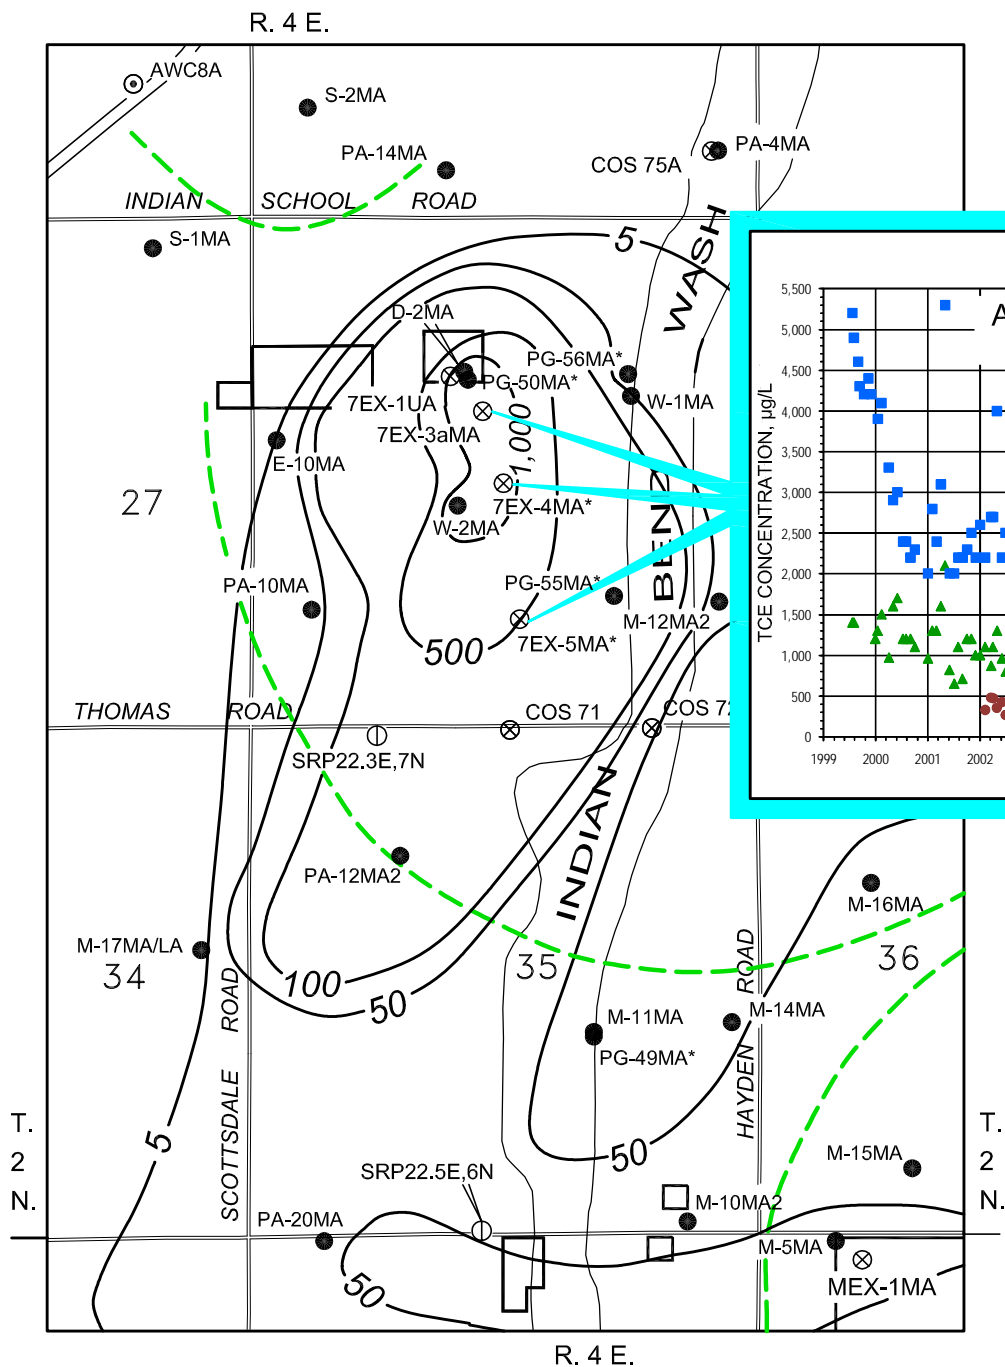 R. 4 E.
AWC8A
S-2MA
PA-14MA
COS 75A
PA-4MA
INDIAN SCHOOL ROAD
S-1MA
5
WASH
D-2MA
PG-56MA*
PG-50MA*
7EX-1UA
W-1MA
7EX-3aMA
1,000
E-10MA
27
7EX-4MA*
W-2MA
BEND
PG-55MA*
PA-10MA
M-12MA2
7EX-5MA*
500
THOMAS ROAD
COS 71
COS 72
SRP22.3E,7N
INDIAN
PA-12MA2
M-16MA
M-17MA/LA
34
35
36
100
50
SCOTTSDALE ROAD
HAYDEN ROAD
M-11MA
M-14MA
PG-49MA*
T.
2
N.
T.
2
N.
5
50
M-15MA
SRP22.5E,6N
M-10MA2
PA-20MA
M-5MA
50
MEX-1MA
R. 4 E.
A
TCE CONCENTRATION, µg/L
5,500
5,000
4,500
4,000
3,500
3,000
2,500
2,000
1,500
1,000
500
0
1999 2000 2001 2002